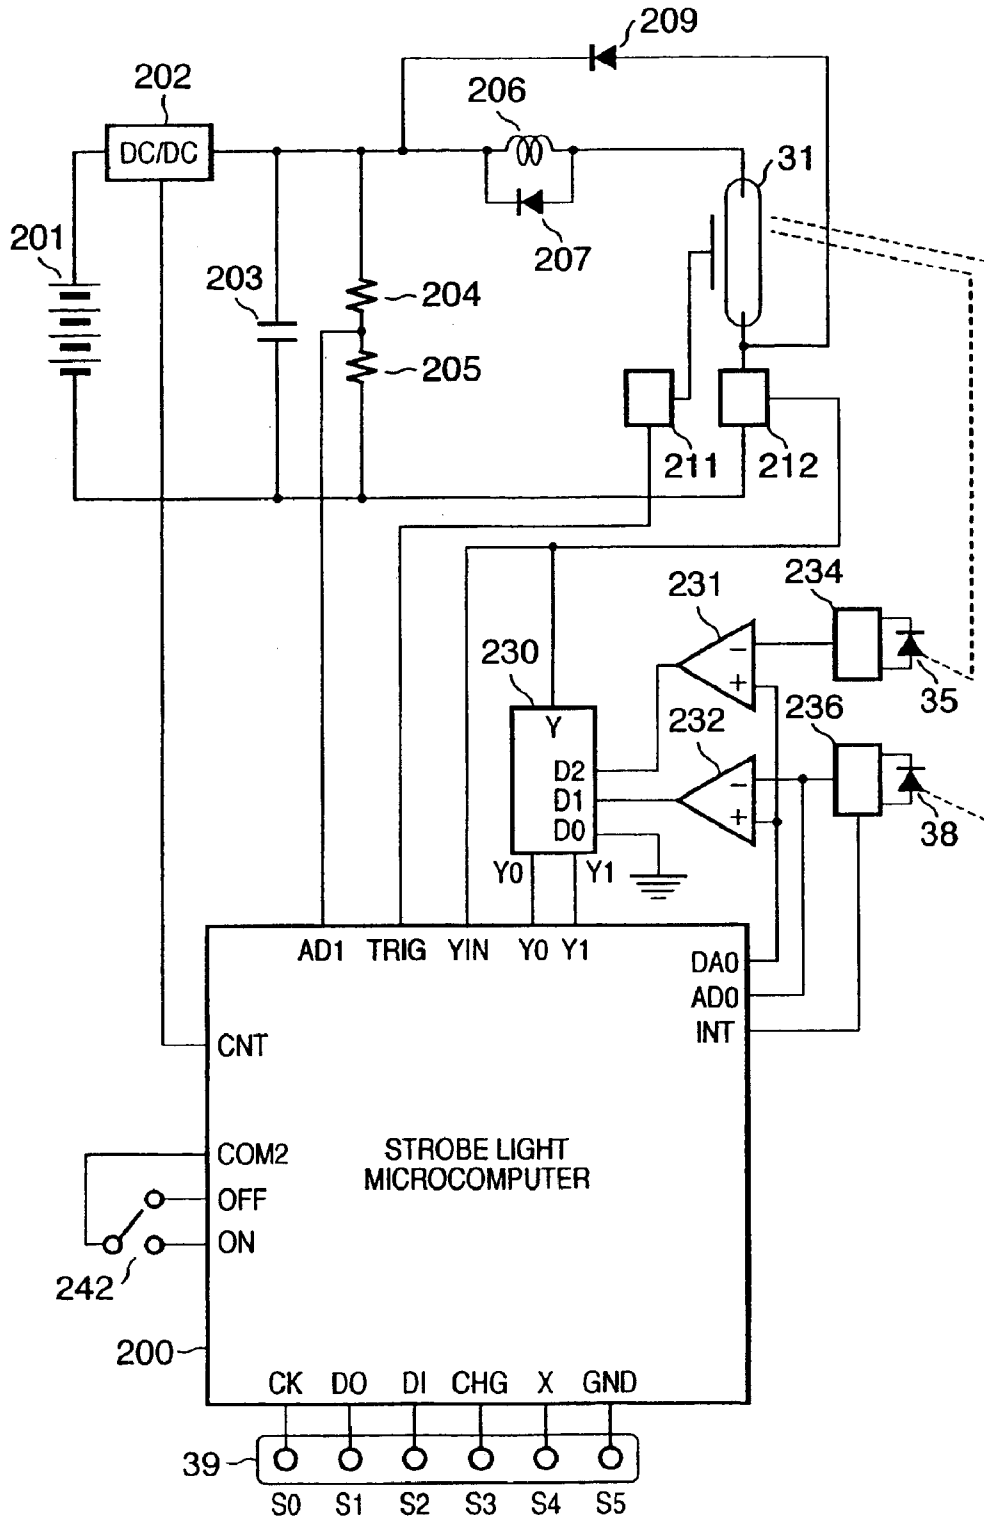 209
202
206
DC/DC
31
201
207
203
204
205
211
212
234
231
230
35
236
Y
232
D2
D1
D0
38
Y0
Y1
AD1 TRIG YIN Y0 Y1
DA0
AD0
INT
CNT
COM2
STROBE LIGHT
MICROCOMPUTER
OFF
ON
242
200
CK DO DI CHG X GND
39
S0 S1 S2 S3 S4 S5
−
+
−
+